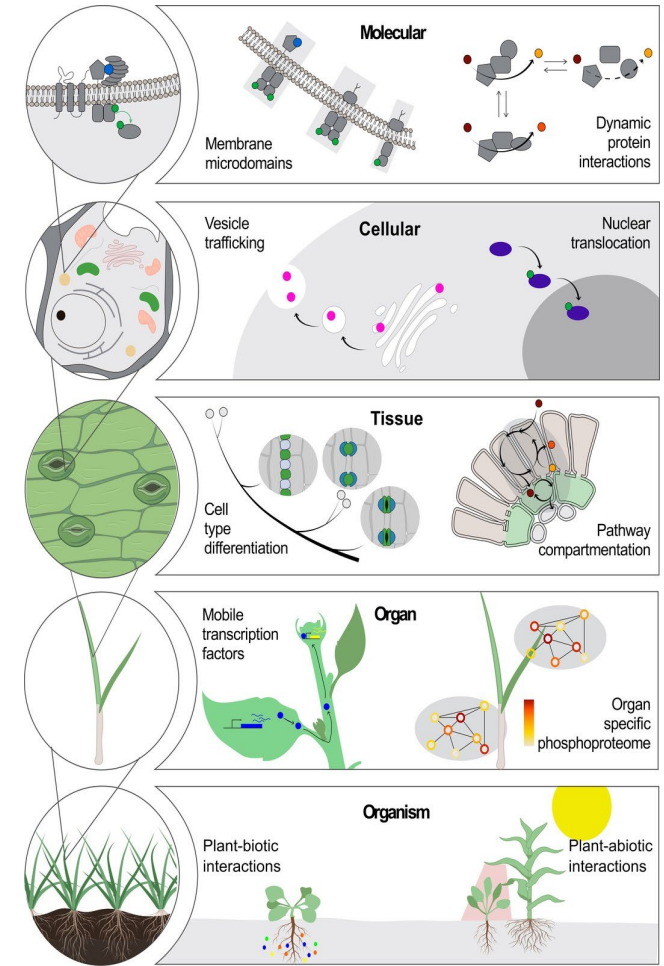 Molecular
Membrane
microdomains
Dynamic
protein
interactions
Vesicle
trafficking
Cellular
Nuclear
translocation
Tissue
Cell
type
differentiation
Pathway
compartmentation
Mobile
transcription
factors
Organ
Organ
specific
phosphoproteome
Organism
Plant-biotic
interactions
Plant-abiotic
interactions